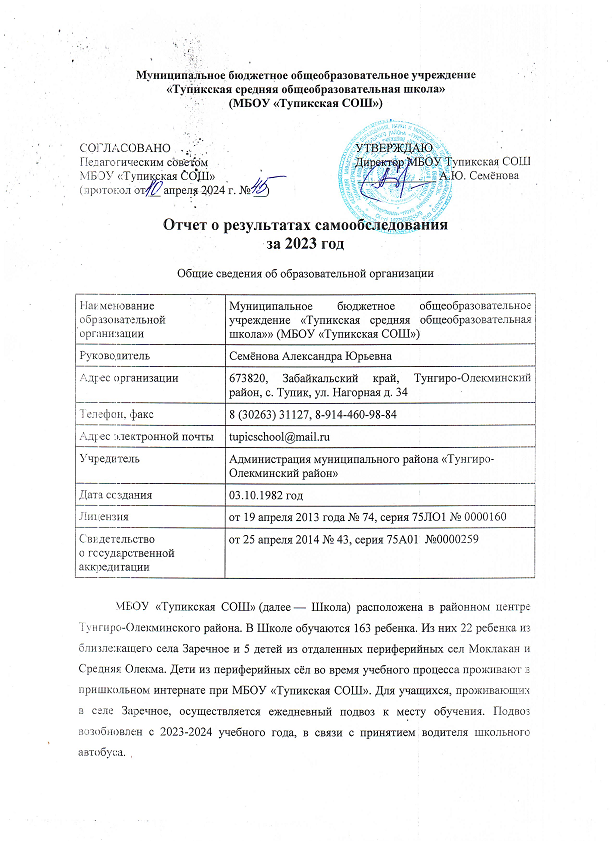 Муниципальное бюджетное общеобразовательное учреждение
«Тупикская средняя общеобразовательная школа»
(МБОУ «Тупикская СОШ»)
СОГЛАСОВАНО
Педагогическим советом
МБОУ «Тупикская СОШ»
(протокол от 10 апреля 2024 г. №
УТВЕРЖДАЮ
Директор МБОУ Тупикская СОШ
А.Ю. Семёнова
Отчет о результатах самообследования
за 2023 год
Общие сведения об образовательной организации
Наименование
образовательной
организации
Муниципальное бюджетное общеобразовательное
учреждение «Тупикская средняя общеобразовательная
школа»» (МБОУ «Тупикская СОШ»)
Руководитель
Семёнова Александра Юрьевна
Адрес организации
673820, Забайкальский край, Тунгиро-Олекминский
район, с. Тупик, ул. Нагорная д. 34
Телефон, факс
8 (30263) 31127, 8-914-460-98-84
Адрес электронной почты
tupicschool@mail.ru
Учредитель
Администрация муниципального района «Тунгиро-
Олекминский район»
Дата создания
03.10.1982 год
Лицензия
от 19 апреля 2013 года № 74, серия 75ЛО1 № 0000160
Свидетельство
о государственной
аккредитации
от 25 апреля 2014 № 43, серия 75А01 №0000259
МБОУ «Тупикская СОШ» (далее — Школа) расположена в районном центре
Тунгиро-Олекминского района. В Школе обучаются 163 ребенка. Из них 22 ребенка из
близлежащего села Заречное и 5 детей из отдаленных периферийных сел Моклакан и
Средняя Олекма. Дети из периферийных сёл во время учебного процесса проживают в
пришкольном интернате при МБОУ «Тупикская СОШ». Для учащихся, проживающих
в селе Заречное, осуществляется ежедневный подвоз к месту обучения. Подвоз
возобновлен с 2023-2024 учебного года, в связи с принятием водителя школьного
автобуса.